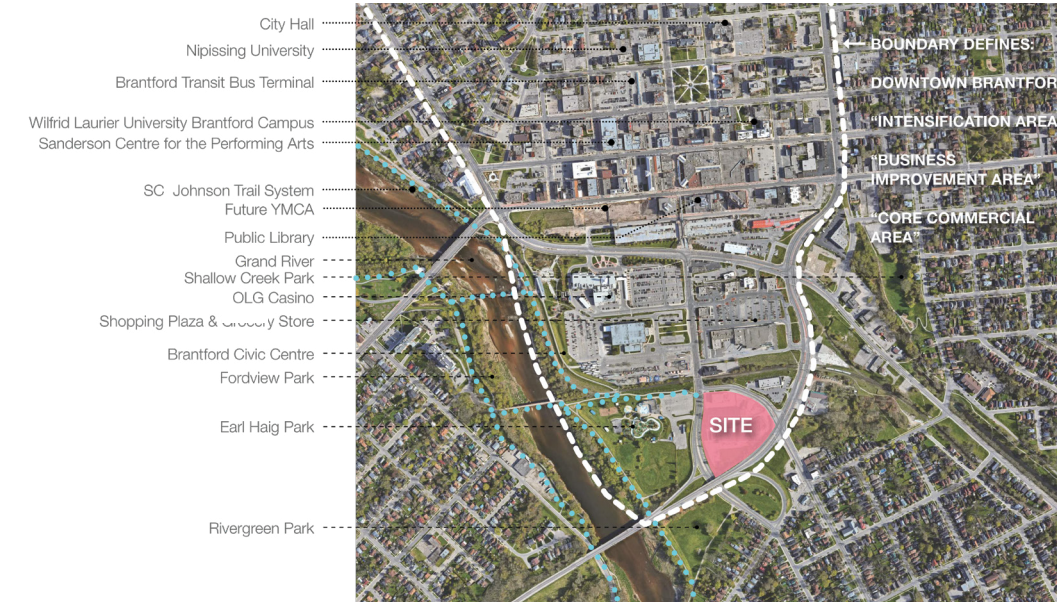 City Hall
Nipissing University
Brantford Transit Bus Terminal
Wilfrid Laurier University Brantford Campus
Sanderson Centre for the Performing Arts
SC Johnson Trail System
Future YMCA
Public Library
Grand River
Shallow Creek Park
OLG Casino
Shopping Plaza & Grocery Store
Brantford Civic Centre
Fordview Park
Earl Haig Park
Rivergreen Park
BOUNDARY DEFINES:
DOWNTOWN BRANTFOR
“INTENSIFICATION AREA
“BUSINESS
IMPROVEMENT AREA”
“CORE COMMERCIAL
AREA”
SITE